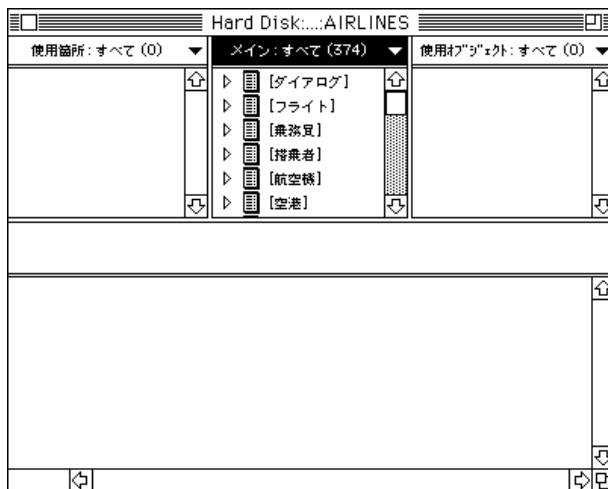 Hard Disk:...:AIRLINES
使用箇所:すべて (0)
メイン:すべて (374)
使用ｵﾌﾞｼﾞｪｸﾄ:すべて (0)
[ダイアログ]
[フライト]
[乗務員]
[搭乗者]
[航空機]
[空港]